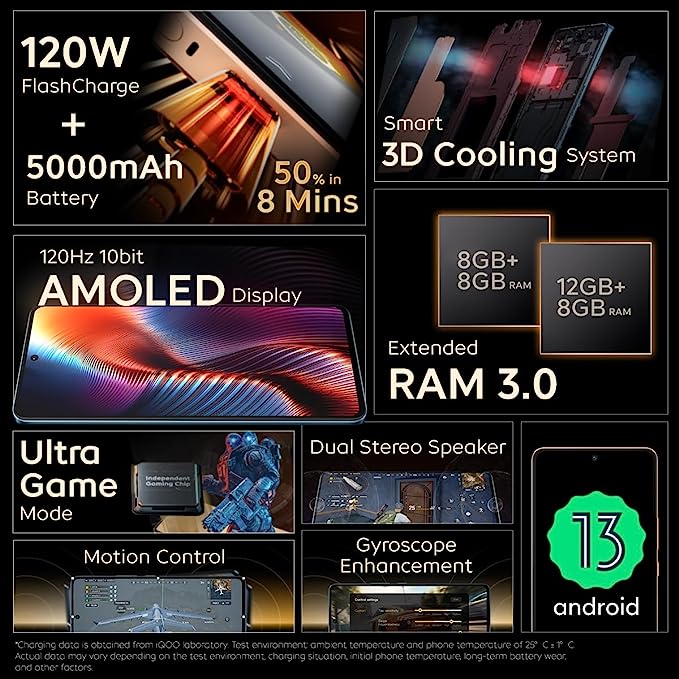 120W
FlashCharge
+
5000mAh
Battery
50% in
8 Mins
Smart
3D Cooling System
120Hz 10bit
AMOLED Display
8GB+
8GB RAM
12GB+
8GB RAM
Extended
RAM 3.0
Ultra
Game
Mode
Independent
Gaming Chip
Dual Stereo Speaker
25
Motion Control
Gyroscope
Enhancement
Control settings
13
android
*Charging data is obtained from iQOO laboratory. Test environment: ambient temperature and phone temperature of 25° C ± 1° C.
Actual data may vary depending on the test environment, charging situation, initial phone temperature, long-term battery wear,
and other factors.